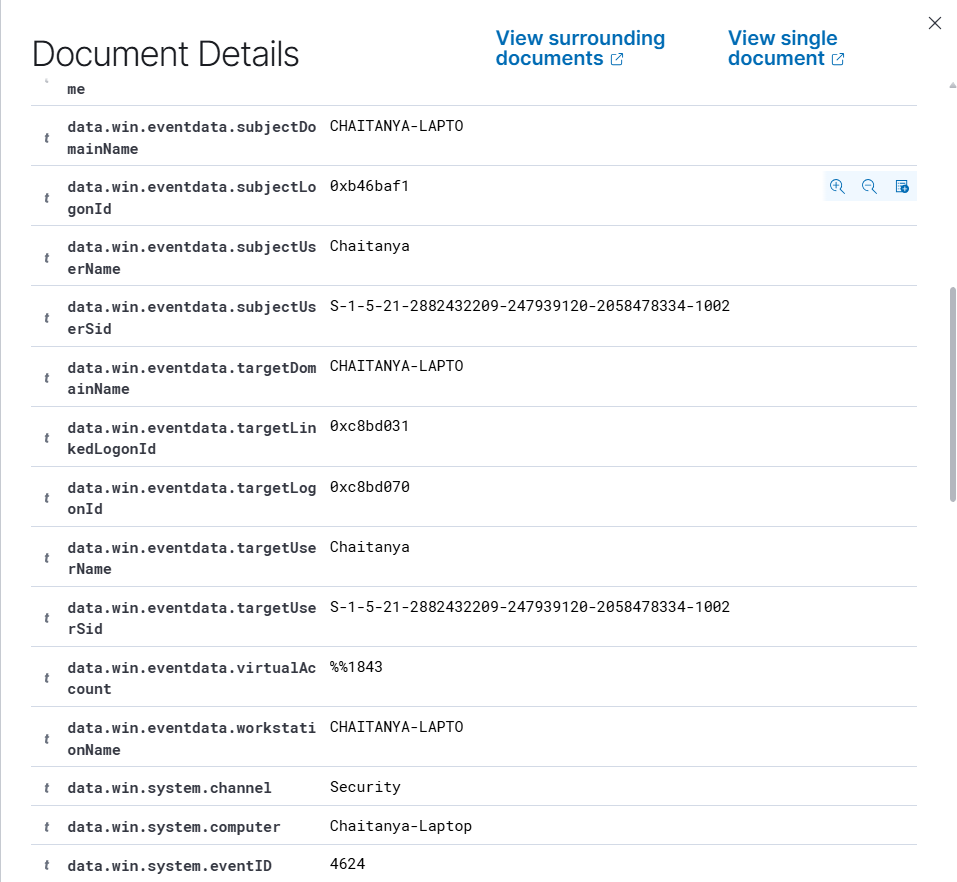 Document Details
View surrounding
documents
View single
document
me
data.win.eventdata.subjectDo
mainName
CHAITANYA-LAPTO
t
data.win.eventdata.subjectLo
gonId
0xb46baf1
t
data.win.eventdata.subjectUs
erName
Chaitanya
t
data.win.eventdata.subjectUs
erSid
S-1-5-21-2882432209-247939120-2058478334-1002
t
data.win.eventdata.targetDom
ainName
CHAITANYA-LAPTO
t
data.win.eventdata.targetLin
kedLogonId
0xc8bd031
t
data.win.eventdata.targetLog
onId
0xc8bd070
t
data.win.eventdata.targetUse
rName
Chaitanya
t
data.win.eventdata.targetUse
rSid
S-1-5-21-2882432209-247939120-2058478334-1002
t
data.win.eventdata.virtualAc
count
%%1843
t
data.win.eventdata.workstati
onName
CHAITANYA-LAPTO
t
data.win.system.channel
Security
t
data.win.system.computer
Chaitanya-Laptop
t
data.win.system.eventID
4624
t